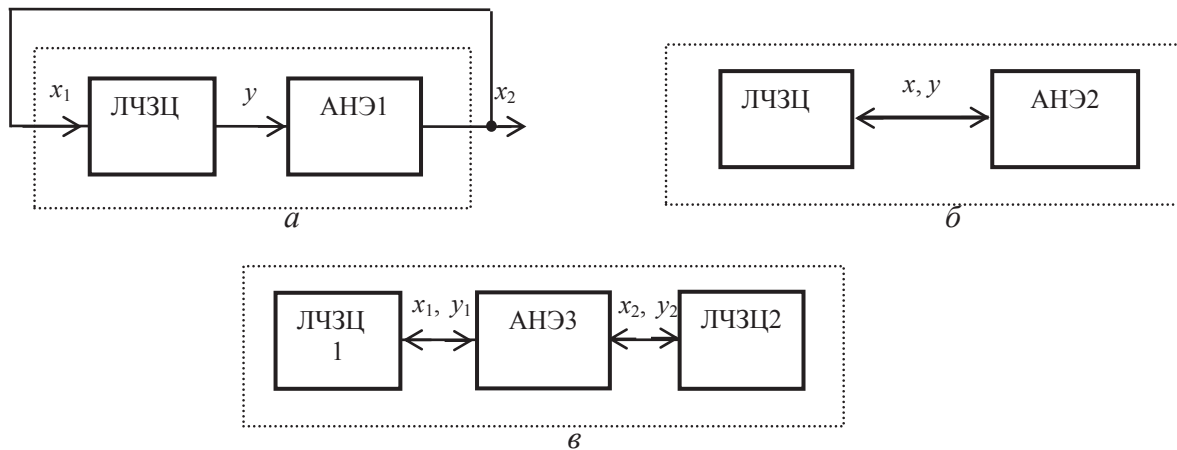 x₁ ЛЧЗЦ y АНЭ1 x₂
а
ЛЧЗЦ x, y АНЭ2
б
ЛЧЗЦ 1 x₁, y₁ АНЭ3 x₂, y₂ ЛЧЗЦ2
в